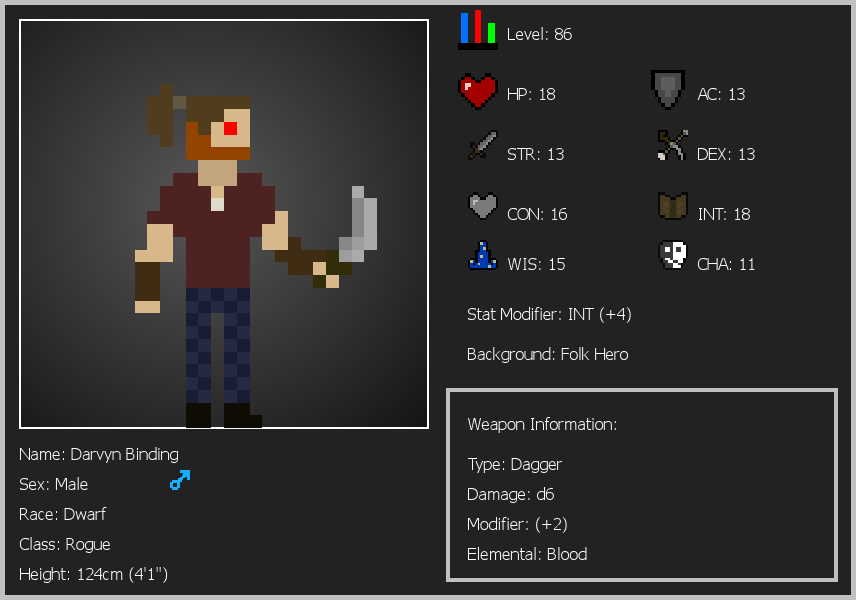 Level: 86
HP: 18
AC: 13
STR: 13
DEX: 13
CON: 16
INT: 18
WIS: 15
CHA: 11
Stat Modifier: INT (+4)
Background: Folk Hero
Weapon Information:
Type: Dagger
Damage: d6
Modifier: (+2)
Elemental: Blood
Name: Darvyn Binding
Sex: Male
Race: Dwarf
Class: Rogue
Height: 124cm (4'1")